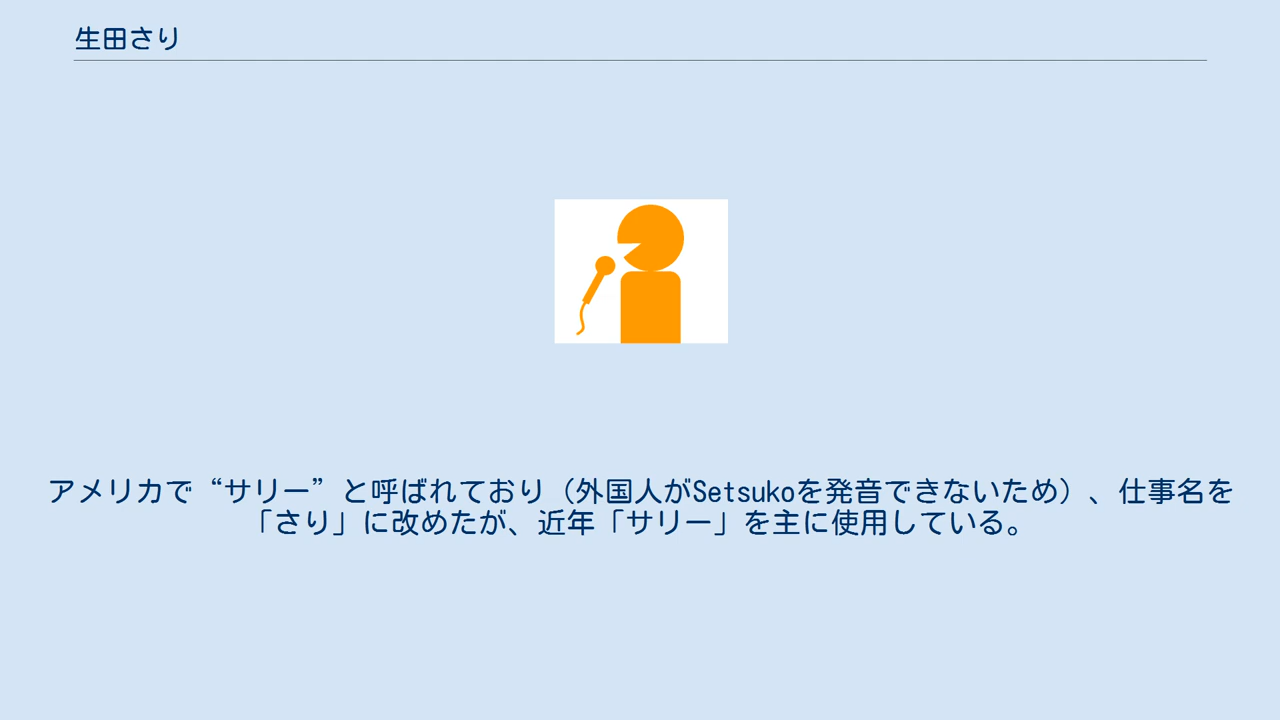 生田さり
アメリカで“サリー”と呼ばれており（外国人がSetsukoを発音できないため）、仕事名を
「さり」に改めたが、近年「サリー」を主に使用している。